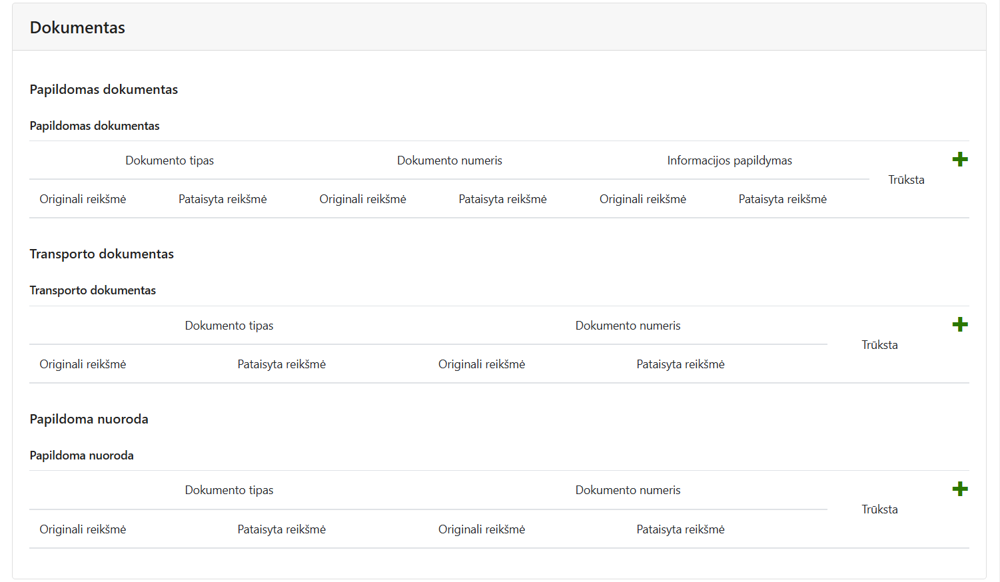 Dokumentas
Papildomas dokumentas
Papildomas dokumentas
Dokumento tipas Dokumento numeris Informacijos papildymas
Trūksta
Originali reikšmė Pataisyta reikšmė Originali reikšmė Pataisyta reikšmė Originali reikšmė Pataisyta reikšmė
Transporto dokumentas
Transporto dokumentas
Dokumento tipas Dokumento numeris
Trūksta
Originali reikšmė Pataisyta reikšmė Originali reikšmė Pataisyta reikšmė
Papildoma nuoroda
Papildoma nuoroda
Dokumento tipas Dokumento numeris
Trūksta
Originali reikšmė Pataisyta reikšmė Originali reikšmė Pataisyta reikšmė